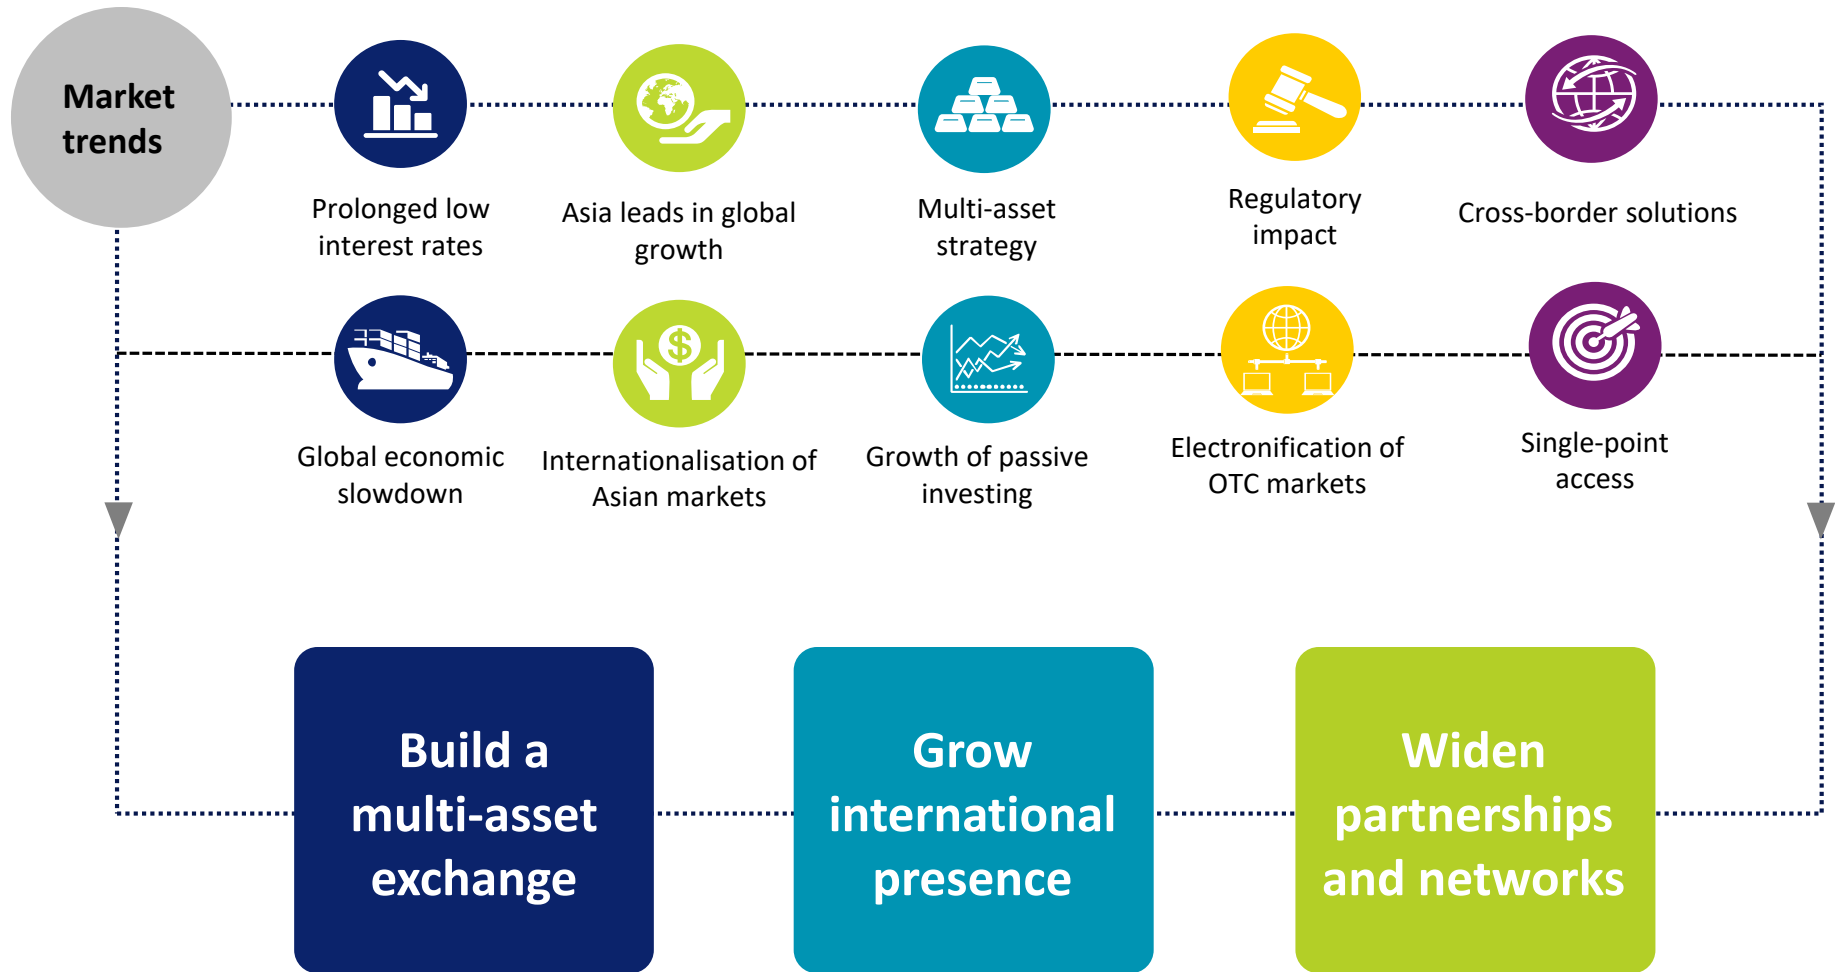 Market
trends
Prolonged low
interest rates
Asia leads in global
growth
Multi-asset
strategy
Regulatory
impact
Cross-border solutions
$
Global economic
slowdown
Internationalisation of
Asian markets
Growth of passive
investing
Electronification of
OTC markets
Single-point
access
Build a
multi-asset
exchange
Grow
international
presence
Widen
partnerships
and networks